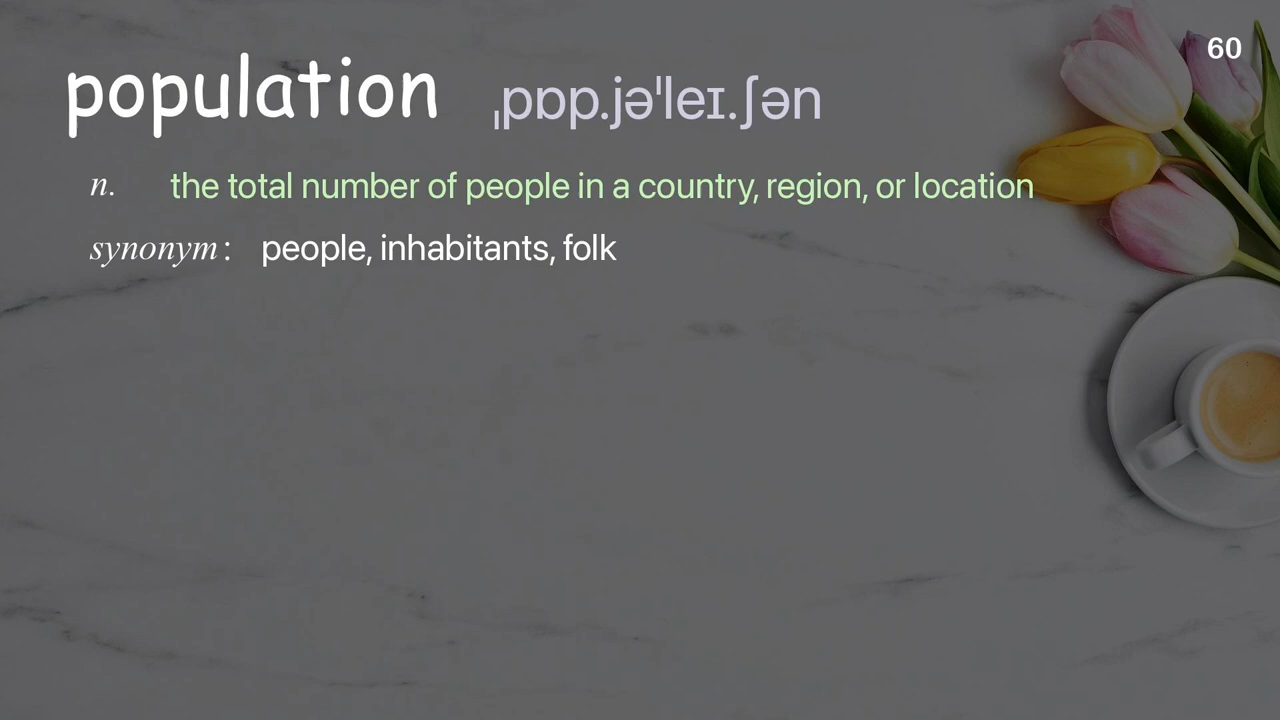 60
population ˌpɒp.jəˈleɪ.ʃən
n. the total number of people in a country, region, or location
synonym: people, inhabitants, folk